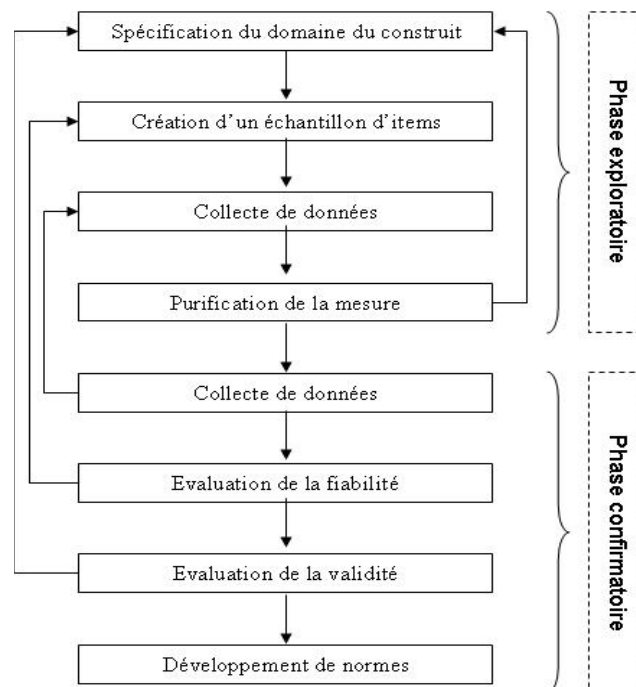 Spécification du domaine du construit
Création d'un échantillon d'items
Collecte de données
Purification de la mesure
Phase exploratoire
Collecte de données
Evaluation de la fiabilité
Evaluation de la validité
Développement de normes
Phase confirmatoire